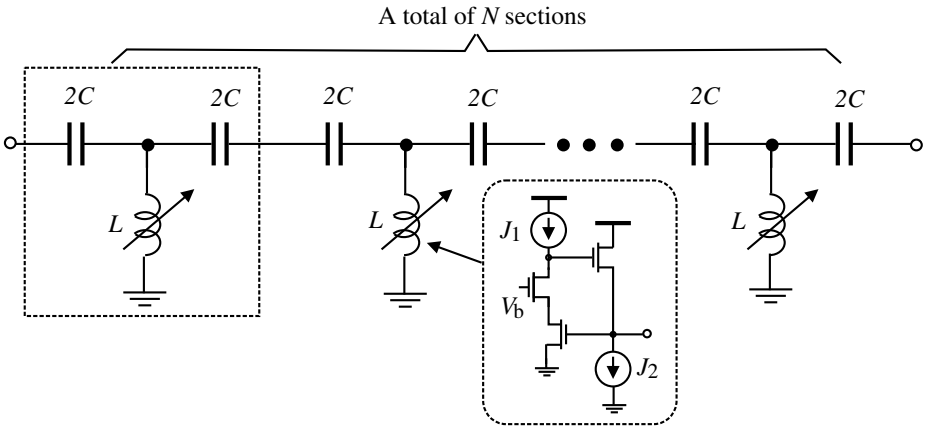 A total of N sections
2C 2C 2C 2C 2C 2C
L L L
J1
Vb
J2